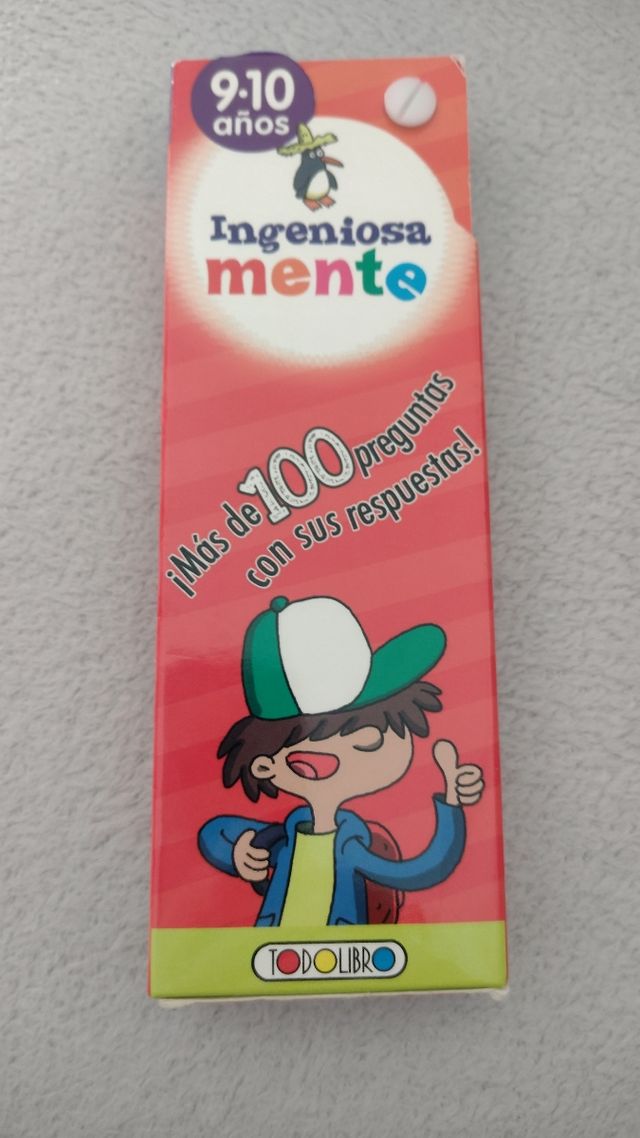 9-10
años
Ingeniosa
mente
¡Más de 100 preguntas
con sus respuestas!
TODOLIBRO